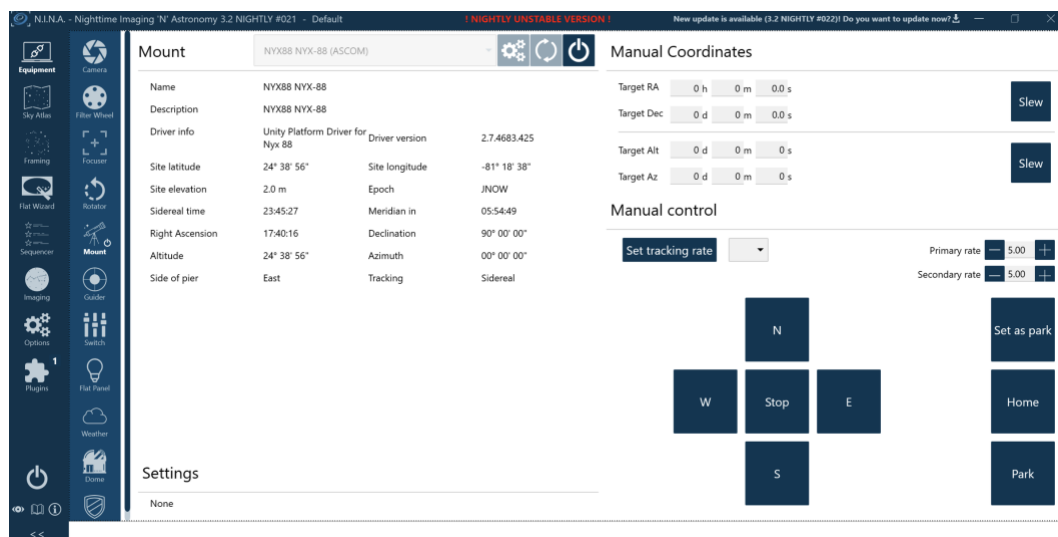 N.I.N.A. - Nighttime Imaging 'N' Astronomy 3.2 NIGHTLY #021 - Default
! NIGHTLY UNSTABLE VERSION !
New update is available (3.2 NIGHTLY #022)! Do you want to update now?
Equipment
Sky Atlas
Framing
Flat Wizard
Sequencer
Imaging
Options
1
Plugins
<<
Camera
Filter Wheel
Focuser
Rotator
Mount
Guider
Switch
Flat Panel
Weather
Dome
Mount
NYX88 NYX-88 (ASCOM)
Name NYX88 NYX-88
Description NYX88 NYX-88
Driver info Unity Platform Driver for
Nyx 88
Driver version 2.7.4683.425
Site latitude 24° 38' 56" Site longitude -81° 18' 38"
Site elevation 2.0 m Epoch JNOW
Sidereal time 23:45:27 Meridian in 05:54:49
Right Ascension 17:40:16 Declination 90° 00' 00"
Altitude 24° 38' 56" Azimuth 00° 00' 00"
Side of pier East Tracking Sidereal
Settings
None
Manual Coordinates
Target RA 0 h 0 m 0.0 s
Target Dec 0 d 0 m 0.0 s
Slew
Target Alt 0 d 0 m 0 s
Target Az 0 d 0 m 0 s
Slew
Manual control
Set tracking rate
Primary rate 5.00
Secondary rate 5.00
N
Set as park
W Stop E
Home
S
Park